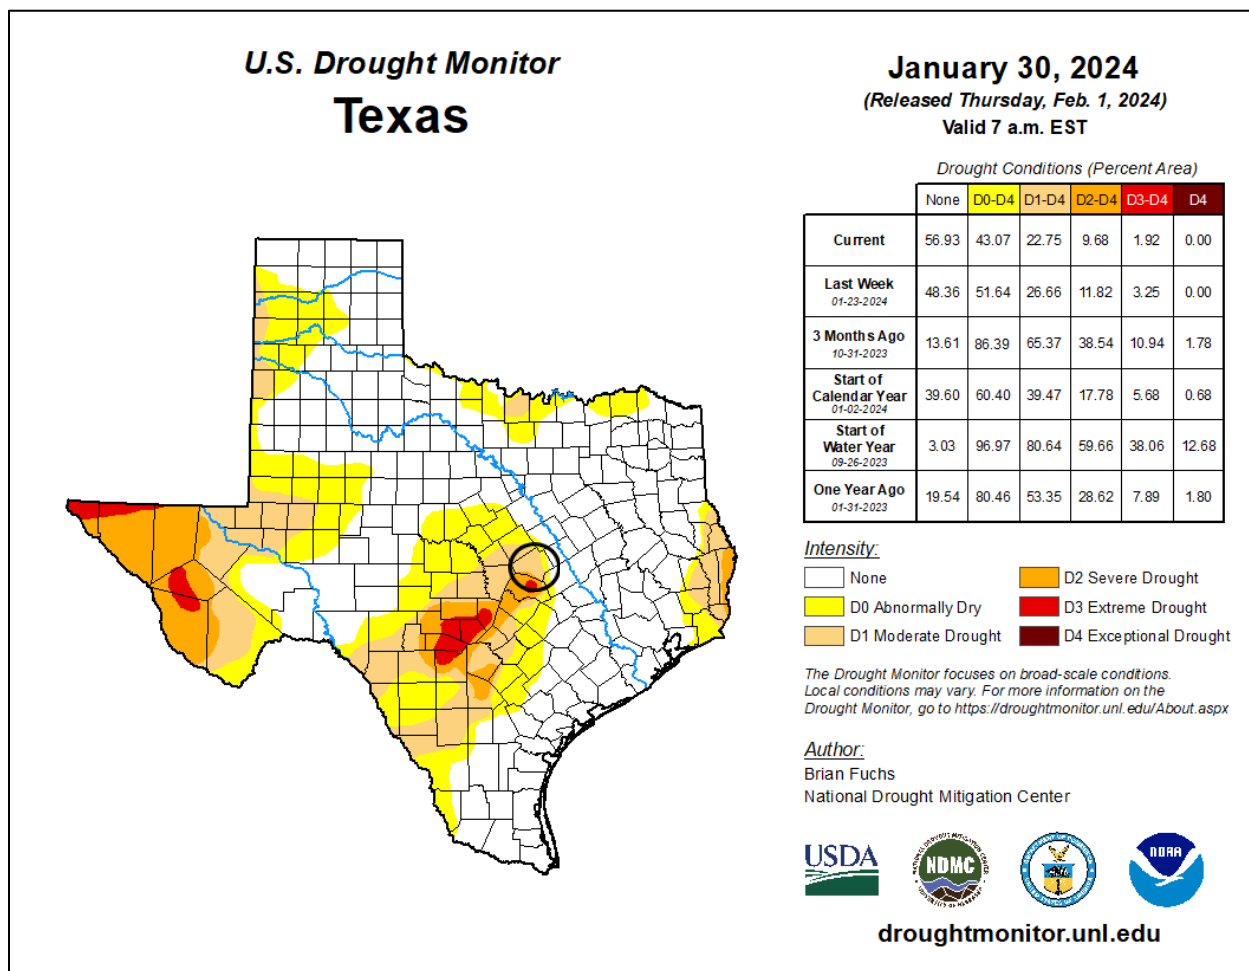 U.S. Drought Monitor
Texas
January 30, 2024
(Released Thursday, Feb. 1, 2024)
Valid 7 a.m. EST
Drought Conditions (Percent Area)
None D0-D4 D1-D4 D2-D4 D3-D4 D4
Current 56.93 43.07 22.75 9.68 1.92 0.00
Last Week
01-23-2024 48.36 51.64 26.66 11.82 3.25 0.00
3 Months Ago
10-31-2023 13.61 86.39 65.37 38.54 10.94 1.78
Start of
Calendar Year
01-02-2024 39.60 60.40 39.47 17.78 5.68 0.68
Start of
Water Year
09-26-2023 3.03 96.97 80.64 59.66 38.06 12.68
One Year Ago
01-31-2023 19.54 80.46 53.35 28.62 7.89 1.80
Intensity:
None
D0 Abnormally Dry
D1 Moderate Drought
D2 Severe Drought
D3 Extreme Drought
D4 Exceptional Drought
The Drought Monitor focuses on broad-scale conditions.
Local conditions may vary. For more information on the
Drought Monitor, go to https://droughtmonitor.unl.edu/About.aspx
Author:
Brian Fuchs
National Drought Mitigation Center
USDA
NDMC
NOAA
droughtmonitor.unl.edu